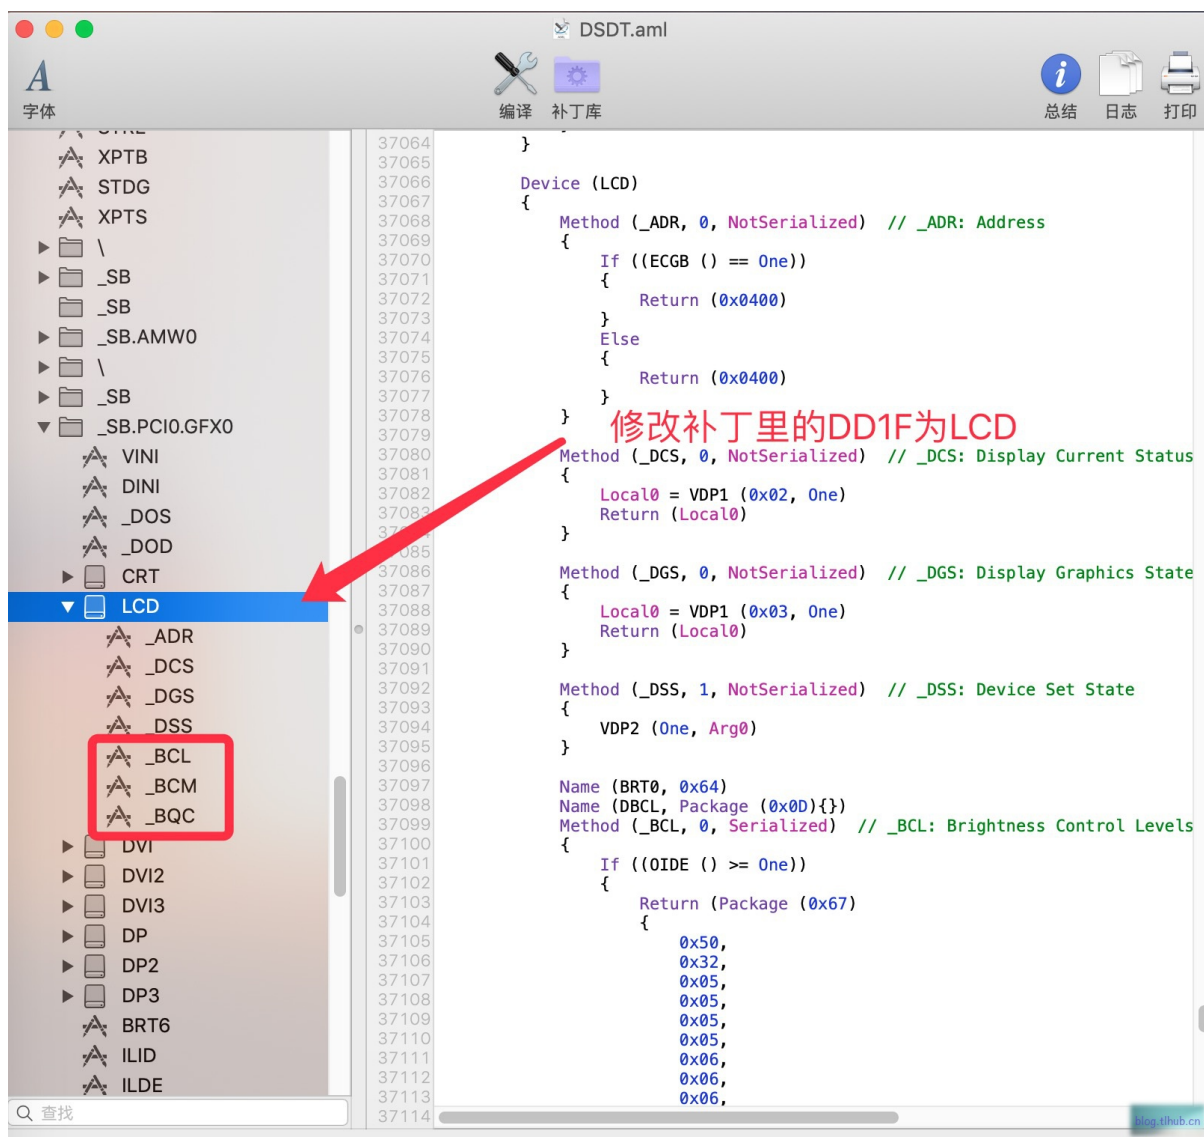 DSDT.aml
字体
编译
补丁库
总结
日志
打印
XPTB
STDG
XPTS
\
_SB
_SB
_SB.AMW0
\
_SB
_SB.PCI0.GFX0
VINI
DINI
_DOS
_DOD
CRT
LCD
_ADR
_DCS
_DGS
_DSS
_BCL
_BCM
_BQC
DVI
DVI2
DVI3
DP
DP2
DP3
BRT6
ILID
ILDE
查找
37064 }
37065
37066 Device (LCD)
37067 {
37068 Method (_ADR, 0, NotSerialized) // _ADR: Address
37069 {
37070 If ((ECGB () == One))
37071 {
37072 Return (0x0400)
37073 }
37074 Else
37075 {
37076 Return (0x0400)
37077 }
37078 }
修改补丁里的DD1F为LCD
37079
37080 Method (_DCS, 0, NotSerialized) // _DCS: Display Current Status
37081 {
37082 Local0 = VDP1 (0x02, One)
37083 Return (Local0)
}
37086 Method (_DGS, 0, NotSerialized) // _DGS: Display Graphics State
37087 {
37088 Local0 = VDP1 (0x03, One)
37089 Return (Local0)
37090 }
37091
37092 Method (_DSS, 1, NotSerialized) // _DSS: Device Set State
37093 {
37094 VDP2 (One, Arg0)
37095 }
37096
37097 Name (BRT0, 0x64)
37098 Name (DBCL, Package (0x0D){})
37099 Method (_BCL, 0, Serialized) // _BCL: Brightness Control Levels
37100 {
37101 If ((OIDE () >= One))
37102 {
37103 Return (Package (0x67)
37104 {
37105 0x50,
37106 0x32,
37107 0x05,
37108 0x05,
37109 0x05,
37110 0x05,
37111 0x06,
37112 0x06,
37113 0x06,
37114
blog.tlhub.cn